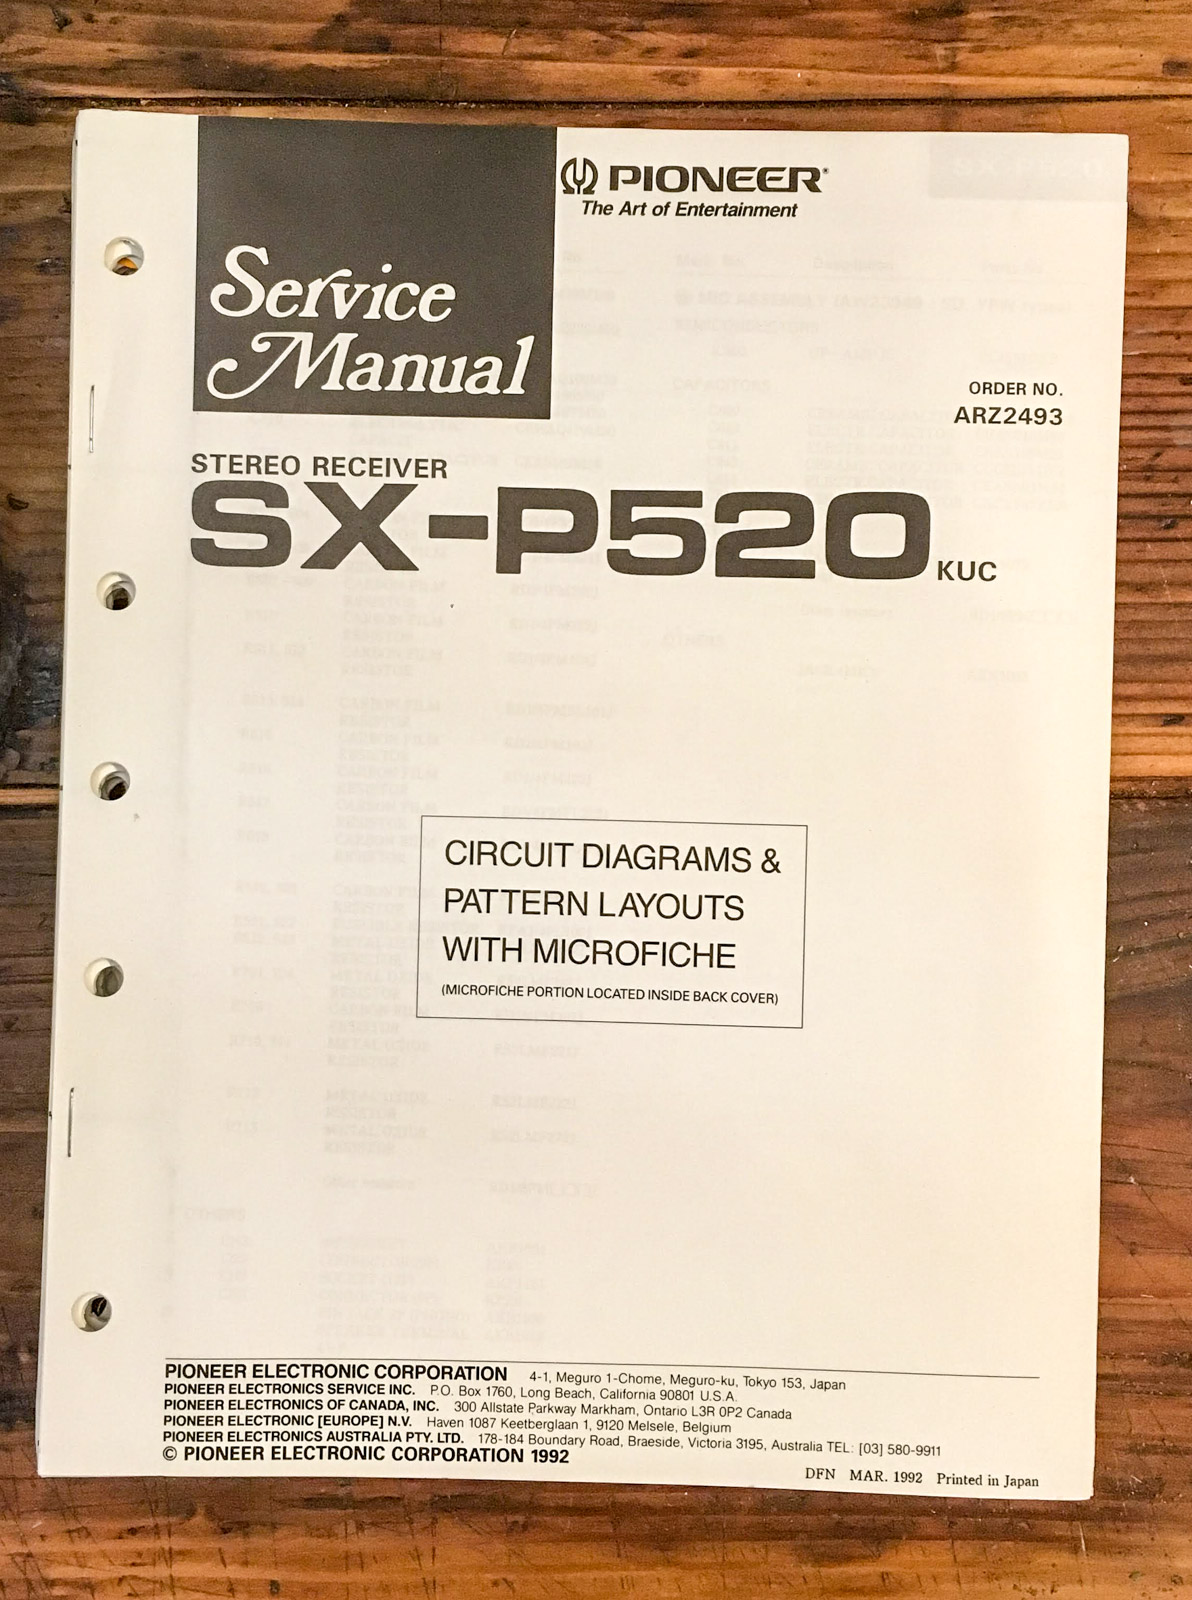 PIONEER®
The Art of Entertainment
Service
Manual
ORDER NO.
ARZ2493
STEREO RECEIVER
SX-P520 KUC
CIRCUIT DIAGRAMS &
PATTERN LAYOUTS
WITH MICROFICHE
(MICROFICHE PORTION LOCATED INSIDE BACK COVER)
PIONEER ELECTRONIC CORPORATION 4-1, Meguro 1-Chome, Meguro-ku, Tokyo 153, Japan
PIONEER ELECTRONICS SERVICE INC. P.O. Box 1760, Long Beach, California 90801 U.S.A.
PIONEER ELECTRONICS OF CANADA, INC. 300 Allstate Parkway Markham, Ontario L3R 0P2 Canada
PIONEER ELECTRONIC [EUROPE] N.V. Haven 1087 Keetberglaan 1, 9120 Melsele, Belgium
PIONEER ELECTRONICS AUSTRALIA PTY. LTD. 178-184 Boundary Road, Braeside, Victoria 3195, Australia TEL: [03] 580-9911
© PIONEER ELECTRONIC CORPORATION 1992
DFN MAR. 1992 Printed in Japan